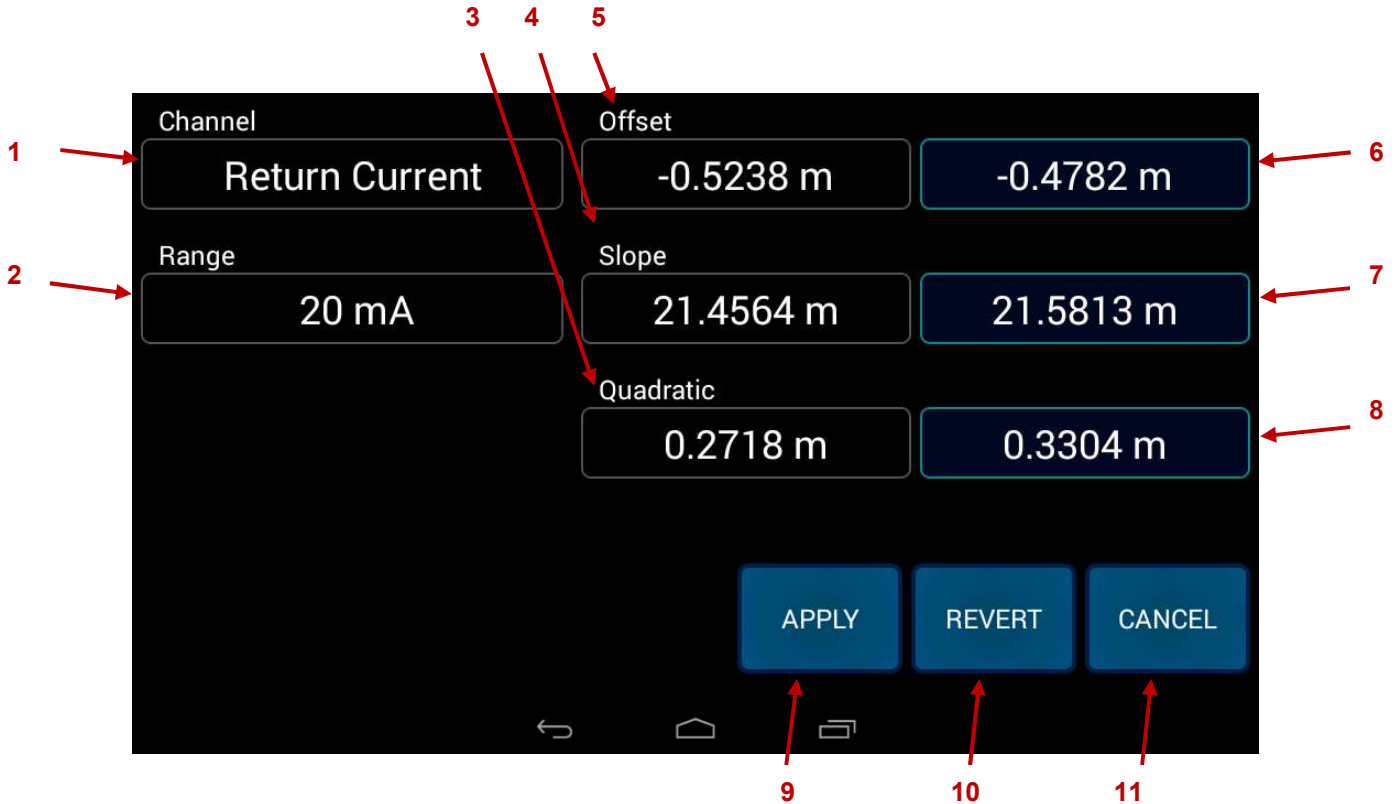 3 4 5
Channel Offset
1 Return Current -0.5238 m -0.4782 m 6
Range Slope
2 20 mA 21.4564 m 21.5813 m 7
Quadratic
0.2718 m 0.3304 m 8
APPLY REVERT CANCEL
9 10 11